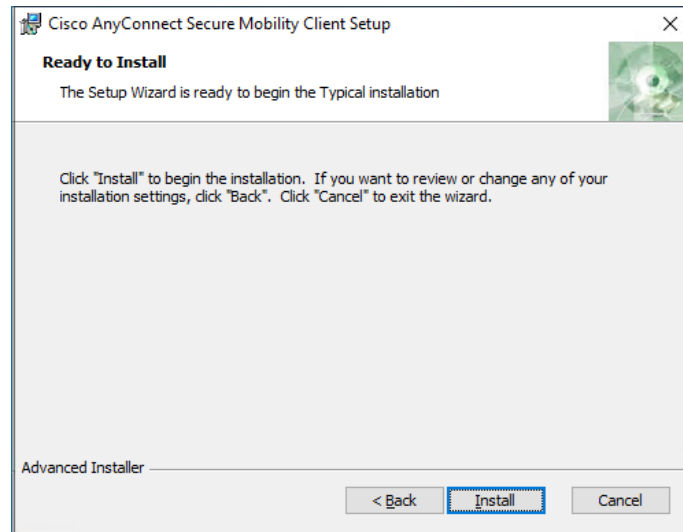 Cisco AnyConnect Secure Mobility Client Setup
Ready to Install
The Setup Wizard is ready to begin the Typical installation
Click "Install" to begin the installation.  If you want to review or change any of your
installation settings, click "Back".  Click "Cancel" to exit the wizard.
Advanced Installer
< Back
Install
Cancel